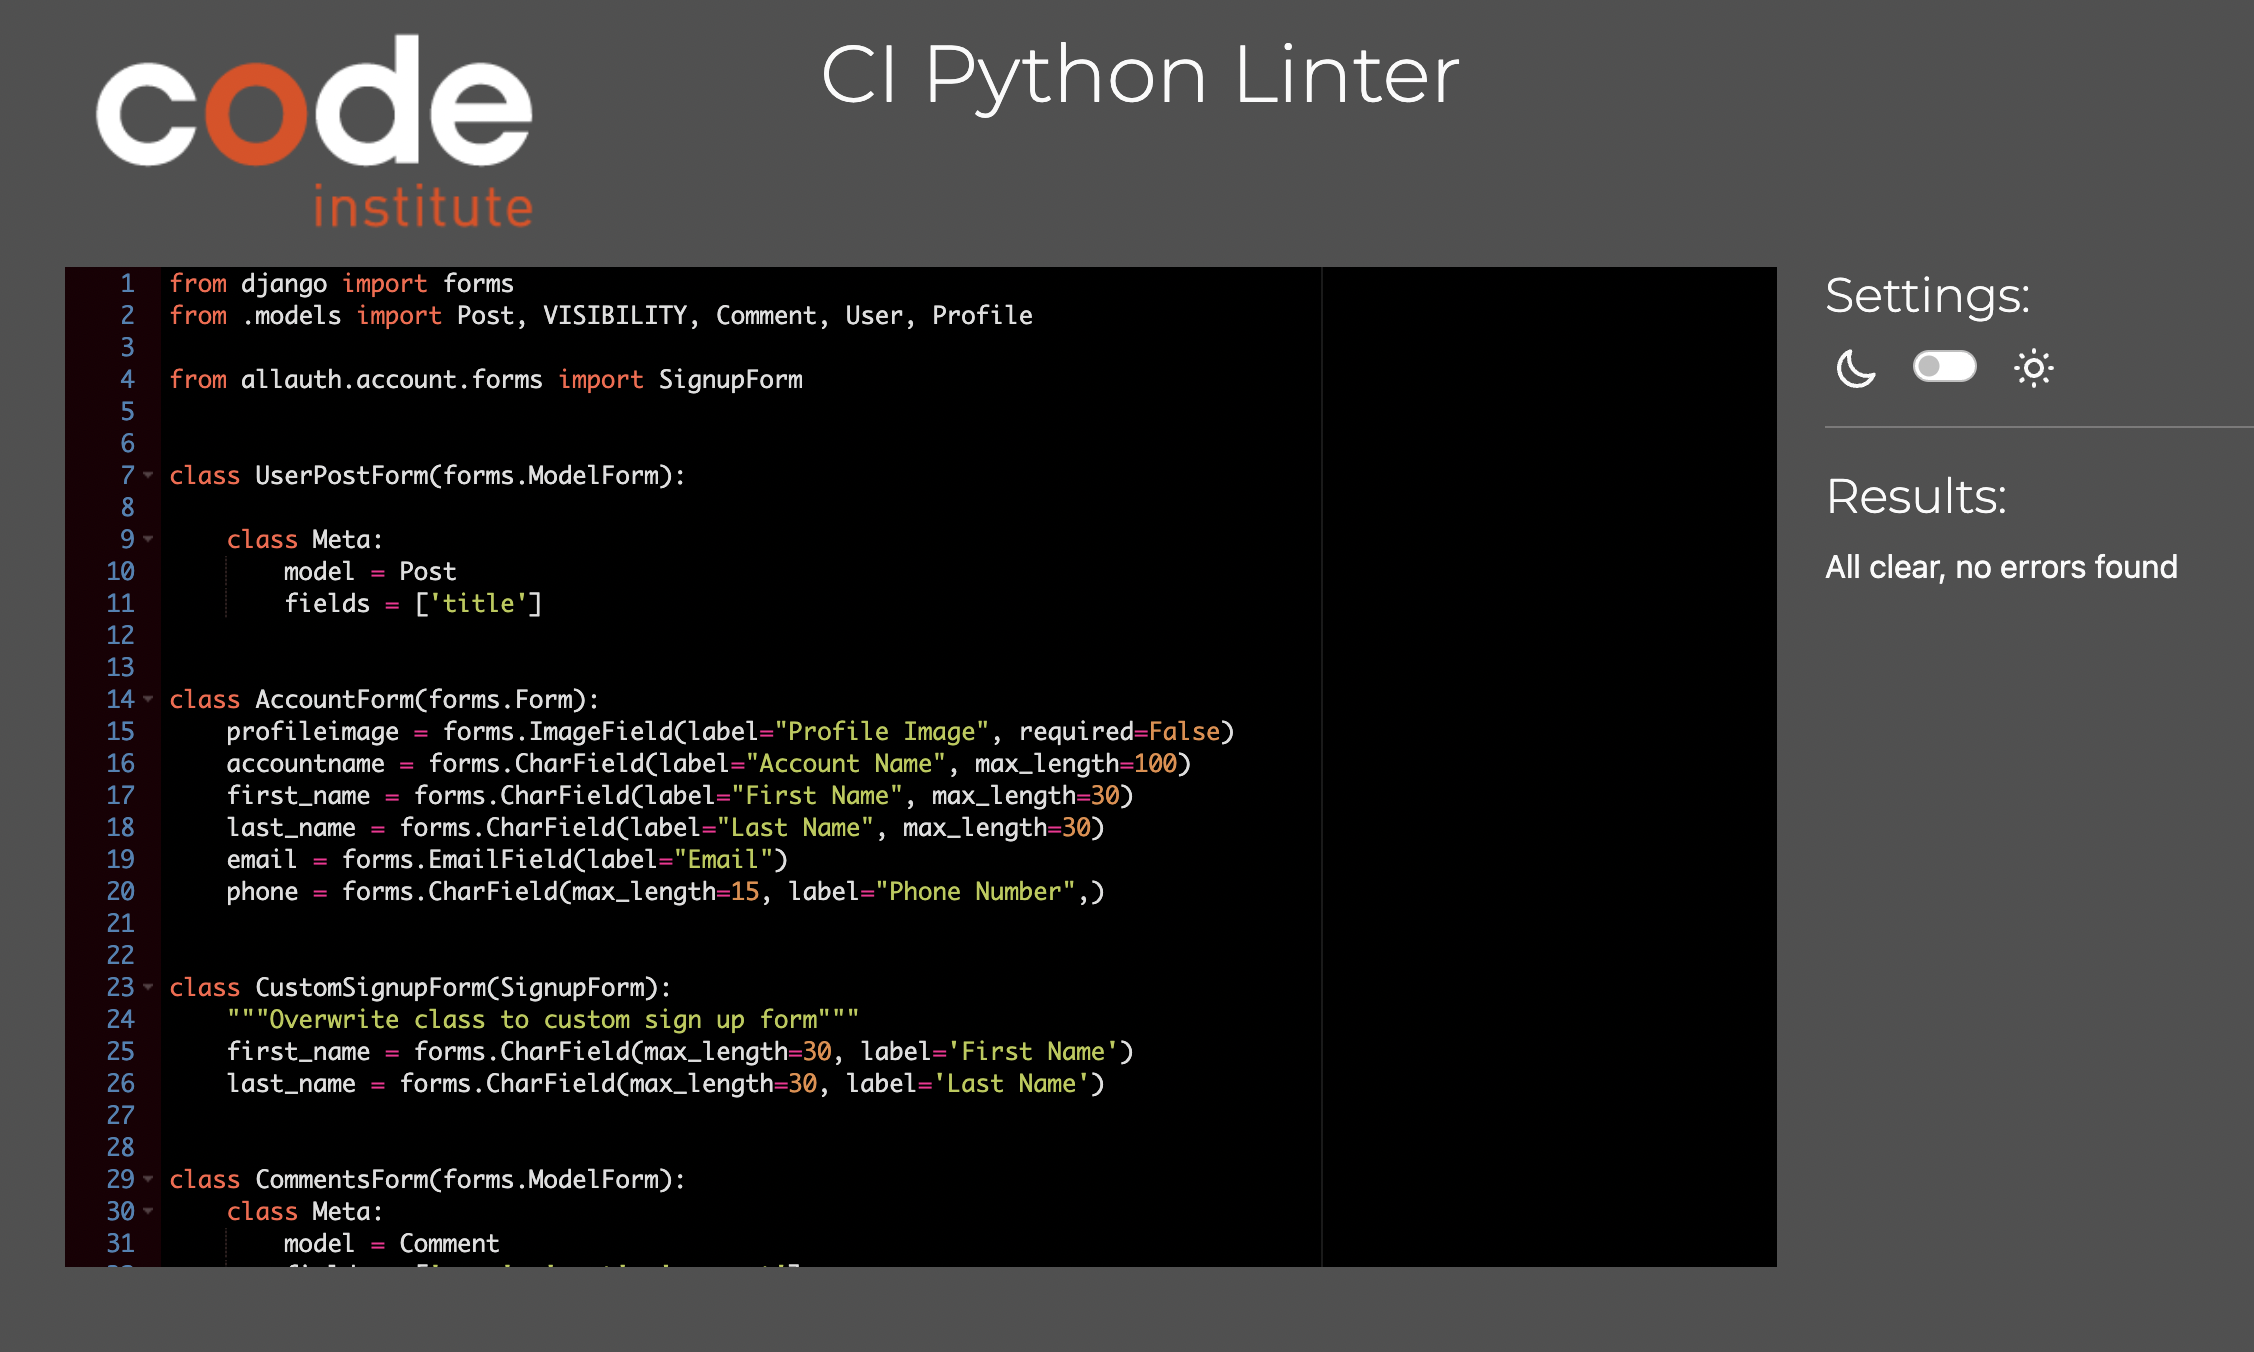 code
institute
CI Python Linter
1 from django import forms
2 from .models import Post, VISIBILITY, Comment, User, Profile
3
4 from allauth.account.forms import SignupForm
5
6
7 class UserPostForm(forms.ModelForm):
8
9     class Meta:
10         model = Post
11         fields = ['title']
12
13
14 class AccountForm(forms.Form):
15     profileimage = forms.ImageField(label="Profile Image", required=False)
16     accountname = forms.CharField(label="Account Name", max_length=100)
17     first_name = forms.CharField(label="First Name", max_length=30)
18     last_name = forms.CharField(label="Last Name", max_length=30)
19     email = forms.EmailField(label="Email")
20     phone = forms.CharField(max_length=15, label="Phone Number",)
21
22
23 class CustomSignupForm(SignupForm):
24     """Overwrite class to custom sign up form"""
25     first_name = forms.CharField(max_length=30, label='First Name')
26     last_name = forms.CharField(max_length=30, label='Last Name')
27
28
29 class CommentsForm(forms.ModelForm):
30     class Meta:
31         model = Comment
Settings:
Results:
All clear, no errors found